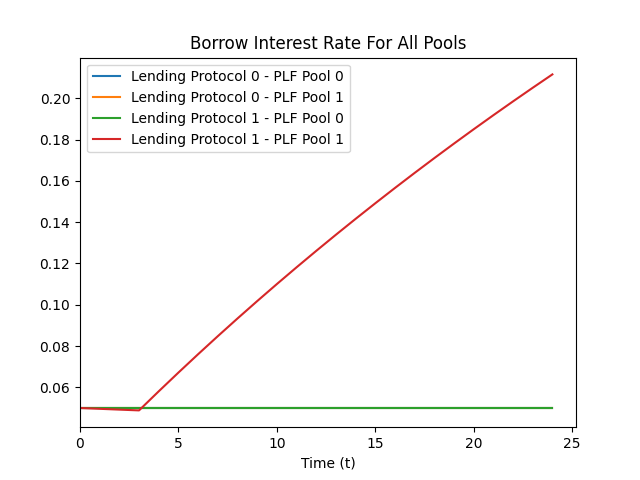 Borrow Interest Rate For All Pools
Lending Protocol 0 - PLF Pool 0
Lending Protocol 0 - PLF Pool 1
Lending Protocol 1 - PLF Pool 0
Lending Protocol 1 - PLF Pool 1
0.20
0.18
0.16
0.14
0.12
0.10
0.08
0.06
0 5 10 15 20 25
Time (t)